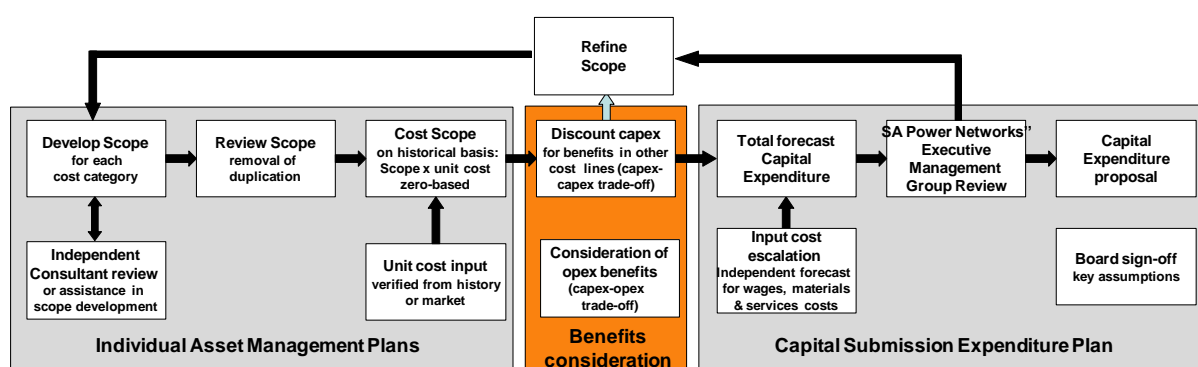 Refine
Scope
Develop Scope
for each
cost category
Review Scope
removal of
duplication
Cost Scope
on historical basis:
Scope x unit cost
zero-based
Discount capex
for benefits in other
cost lines (capex-
capex trade-off)
Total forecast
Capital
Expenditure
SA Power Networks''
Executive
Management
Group Review
Capital
Expenditure
proposal
Independent
Consultant review
or assistance in
scope development
Unit cost input
verified from history
or market
Consideration of
opex benefits
(capex-opex
trade-off)
Input cost
escalation
Independent forecast
for wages, materials
& services costs
Board sign-off
key assumptions
Individual Asset Management Plans
Benefits
consideration
Capital Submission Expenditure Plan